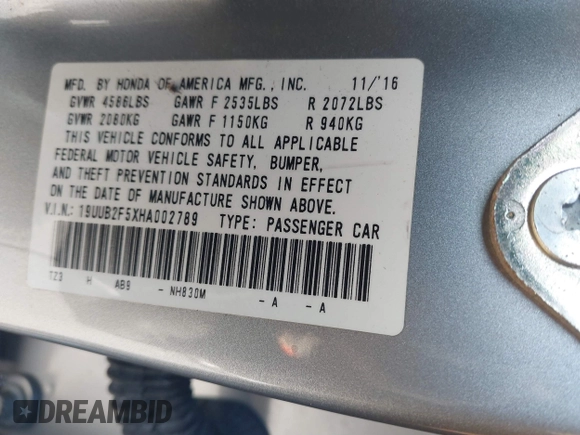 MFD. BY HONDA OF AMERICA MFG., INC. 11/'16
GVWR 4586LBS GAWR F 2535LBS R 2072LBS
GVWR 2080KG GAWR F 1150KG R 940KG
THIS VEHICLE CONFORMS TO ALL APPLICABLE
FEDERAL MOTOR VEHICLE SAFETY, BUMPER,
AND THEFT PREVENTION STANDARDS IN EFFECT
ON THE DATE OF MANUFACTURE SHOWN ABOVE.
V.I.N.: 19UUB2F5XHA002789 TYPE: PASSENGER CAR
TZ3 H AB9 - NH830M - A - A
DREAMBID